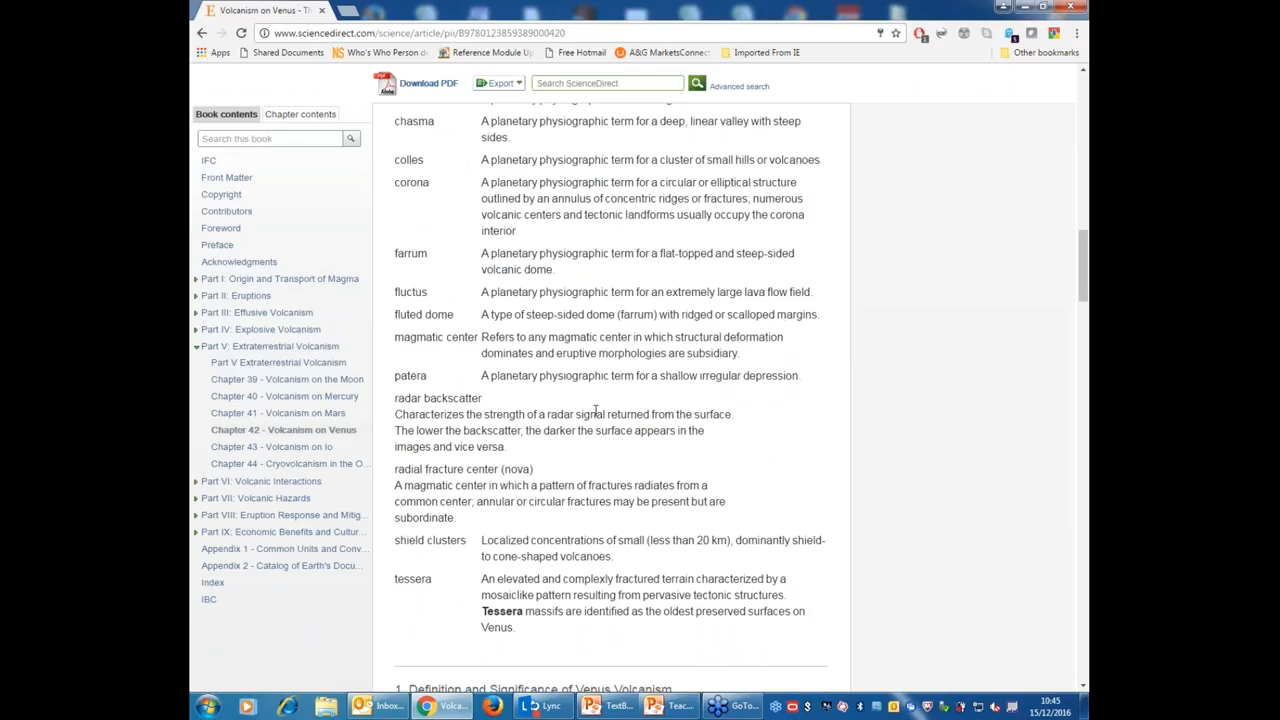 Volcanism on Venus - Th
www.sciencedirect.com/science/article/pii/B9780123859389000420
Apps
Shared Documents
Who's Who Person d
Reference Module Up
Free Hotmail
A&G MarketsConnect
Imported From IE
Other bookmarks
Download PDF
Export
Search ScienceDirect
Advanced search
Book contents
Chapter contents
Search this book
IFC
Front Matter
Copyright
Contributors
Foreword
Preface
Acknowledgments
Part I: Origin and Transport of Magma
Part II: Eruptions
Part III: Effusive Volcanism
Part IV: Explosive Volcanism
Part V: Extraterrestrial Volcanism
Part V Extraterrestrial Volcanism
Chapter 39 - Volcanism on the Moon
Chapter 40 - Volcanism on Mercury
Chapter 41 - Volcanism on Mars
Chapter 42 - Volcanism on Venus
Chapter 43 - Volcanism on Io
Chapter 44 - Cryovolcanism in the O...
Part VI: Volcanic Interactions
Part VII: Volcanic Hazards
Part VIII: Eruption Response and Mitig...
Part IX: Economic Benefits and Cultur...
Appendix 1 - Common Units and Conv...
Appendix 2 - Catalog of Earth's Docu...
Index
IBC
chasma A planetary physiographic term for a deep, linear valley with steep
sides.
colles A planetary physiographic term for a cluster of small hills or volcanoes
corona A planetary physiographic term for a circular or elliptical structure
outlined by an annulus of concentric ridges or fractures; numerous
volcanic centers and tectonic landforms usually occupy the corona
interior.
farrum A planetary physiographic term for a flat-topped and steep-sided
volcanic dome.
fluctus A planetary physiographic term for an extremely large lava flow field.
fluted dome A type of steep-sided dome (farrum) with ridged or scalloped margins.
magmatic center Refers to any magmatic center in which structural deformation
dominates and eruptive morphologies are subsidiary.
patera A planetary physiographic term for a shallow irregular depression.
radar backscatter
Characterizes the strength of a radar signal returned from the surface.
The lower the backscatter, the darker the surface appears in the
images and vice versa.
radial fracture center (nova)
A magmatic center in which a pattern of fractures radiates from a
common center; annular or circular fractures may be present but are
subordinate.
shield clusters Localized concentrations of small (less than 20 km), dominantly shield-
to cone-shaped volcanoes.
tessera An elevated and complexly fractured terrain characterized by a
mosaiclike pattern resulting from pervasive tectonic structures.
Tessera massifs are identified as the oldest preserved surfaces on
Venus.
1. Definition and Significance of Venus Volcanism
Inbox...
Volca...
Lync
TextB...
Teac...
GoTo...
10:45
15/12/2016